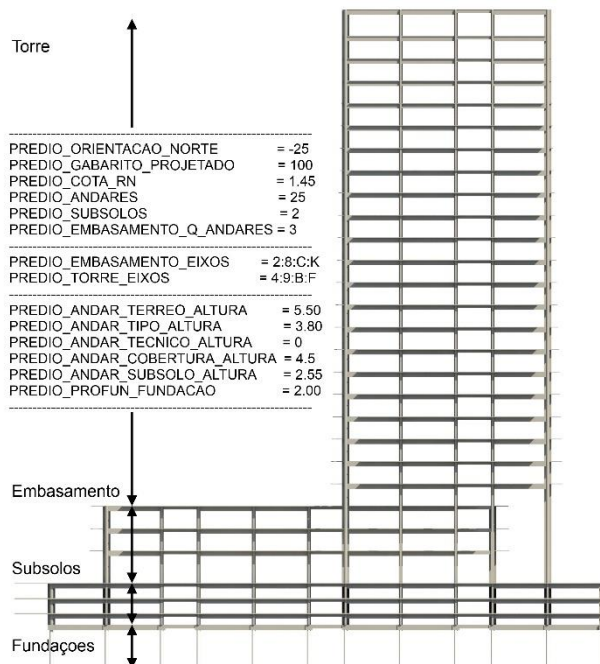 Torre
PREDIO_ORIENTACAO_NORTE = -25
PREDIO_GABARITO_PROJETADO = 100
PREDIO_COTA_RN = 1.45
PREDIO_ANDARES = 25
PREDIO_SUBSOLOS = 2
PREDIO_EMBASAMENTO_Q_ANDARES = 3
PREDIO_EMBASAMENTO_EIXOS = 2:8:C:K
PREDIO_TORRE_EIXOS = 4:9:B:F
PREDIO_ANDAR_TERREO_ALTURA = 5.50
PREDIO_ANDAR_TIPO_ALTURA = 3.80
PREDIO_ANDAR_TECNICO_ALTURA = 0
PREDIO_ANDAR_COBERTURA_ALTURA = 4.5
PREDIO_ANDAR_SUBSOLO_ALTURA = 2.55
PREDIO_PROFUN_FUNDACAO = 2.00
Embasamento
Subsolos
Fundaçoes